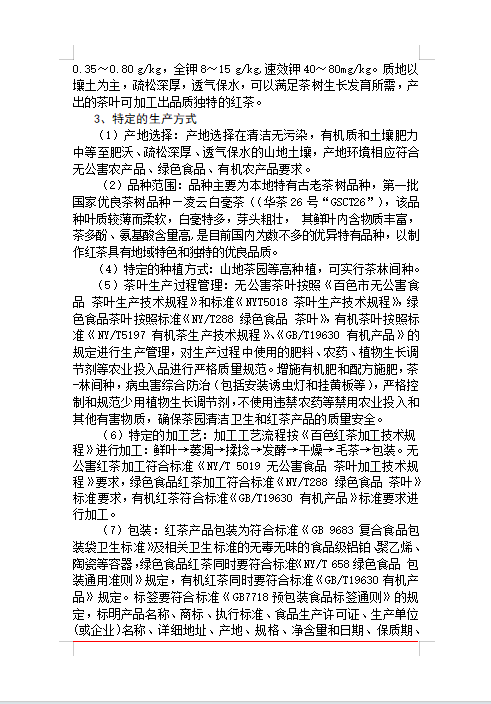 0.35～0.80 g/kg，全钾8～15 g/kg,速效钾40～80mg/kg。质地以
壤土为主，疏松深厚，透气保水，可以满足茶树生长发育所需，产
出的茶叶可加工出品质独特的红茶。
3、特定的生产方式
（1）产地选择：产地选择在清洁无污染，有机质和土壤肥力
中等至肥沃、疏松深厚、透气保水的山地土壤，产地环境相应符合
无公害农产品、绿色食品、有机农产品要求。
（2）品种范围：品种主要为本地特有古老茶树品种，第一批
国家优良茶树品种—凌云白毫茶（(华茶26号“GSCT26”)，该品
种叶质较薄而柔软，白毫特多，芽头粗壮， 其鲜叶内含物质丰富，
茶多酚、氨基酸含量高,是目前国内为数不多的优异特有品种，以制
作红茶具有地域特色和独特的优良品质。
（4）特定的种植方式：山地茶园等高种植，可实行茶林间种。
（5）茶叶生产过程管理：无公害茶叶按照《百色市无公害食
品 茶叶生产技术规程》和标准《NYT5018 茶叶生产技术规程》，绿
色食品茶叶按照标准《NY/T288 绿色食品 茶叶》，有机茶叶按照标
准《NY/T5197 有机茶生产技术规程》、《GB/T19630 有机产品》的
规定进行生产管理，对生产过程中使用的肥料、农药、植物生长调
节剂等农业投入品进行严格质量规范。增施有机肥和配方施肥，茶
-林间种，病虫害综合防治(包括安装诱虫灯和挂黄板等)，严格控
制和规范少用植物生长调节剂，不使用违禁农药等禁用农业投入和
其他有害物质，确保茶园清洁卫生和红茶产品的质量安全。
（6）特定的加工艺：加工工艺流程按《百色红茶加工技术规
程》进行加工：鲜叶→萎凋→揉捻→发酵→干燥→毛茶→包装。无
公害红茶加工符合标准《NY/T 5019 无公害食品 茶叶加工技术规
程》要求，绿色食品红茶加工符合标准《NY/T288 绿色食品 茶叶》
标准要求，有机红茶符合标准《GB/T19630 有机产品》标准要求进
行加工。
（7）包装：红茶产品包装为符合标准《GB 9683 复合食品包
装袋卫生标准》及相关卫生标准的无毒无味的食品级铝铂、聚乙烯、
陶瓷等容器，绿色食品红茶同时要符合标准《NY/T 658绿色食品 包
装通用准则》规定，有机红茶同时要符合标准《GB/T19630有机产
品》规定。标签要符合标准《GB7718预包装食品标签通则》的规
定，标明产品名称、商标、执行标准、食品生产许可证、生产单位
(或企业)名称、详细地址、产地、规格、净含量和日期、保质期、